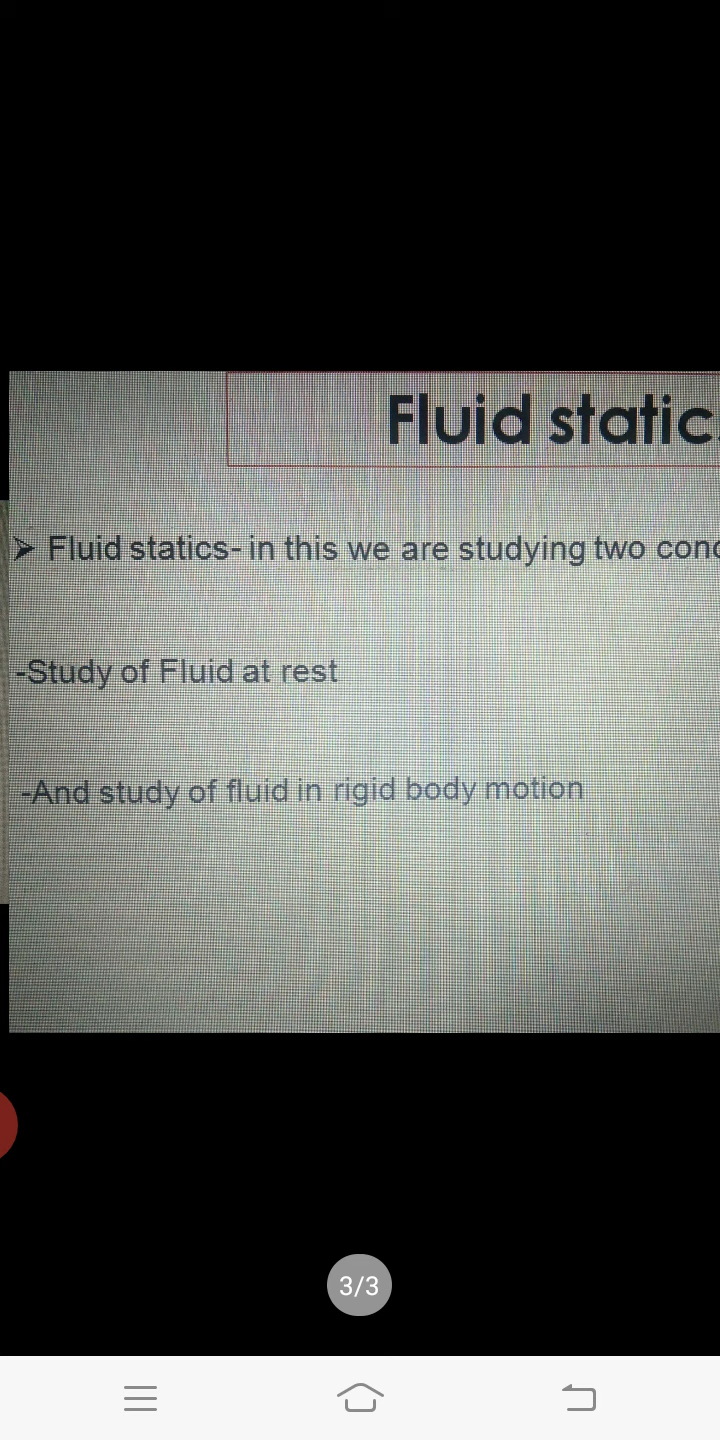 Fluid static
➤ Fluid statics- in this we are studying two conc
-Study of Fluid at rest
-And study of fluid in rigid body motion
3/3